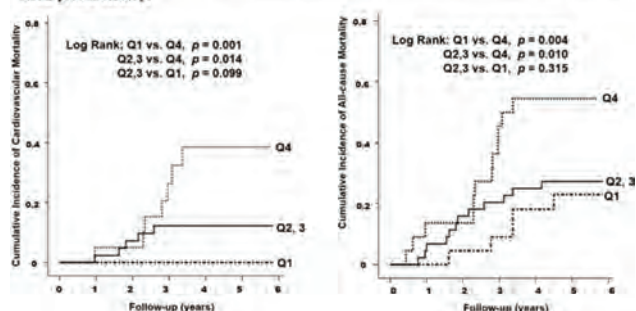 Log Rank: Q1 vs. Q4, p = 0.001
Q2,3 vs. Q4, p = 0.014
Q2,3 vs. Q1, p = 0.099
Cumulative Incidence of Cardiovascular Mortality
0.8
0.6
0.4
0.2
0
Q4
Q2, 3
Q1
0 1 2 3 4 5 6
Follow-up (years)
Log Rank: Q1 vs. Q4, p = 0.004
Q2,3 vs. Q4, p = 0.010
Q2,3 vs. Q1, p = 0.315
Cumulative Incidence of All-cause Mortality
0.8
0.6
0.4
0.2
0
Q4
Q2, 3
Q1
0 1 2 3 4 5 6
Follow-up (years)